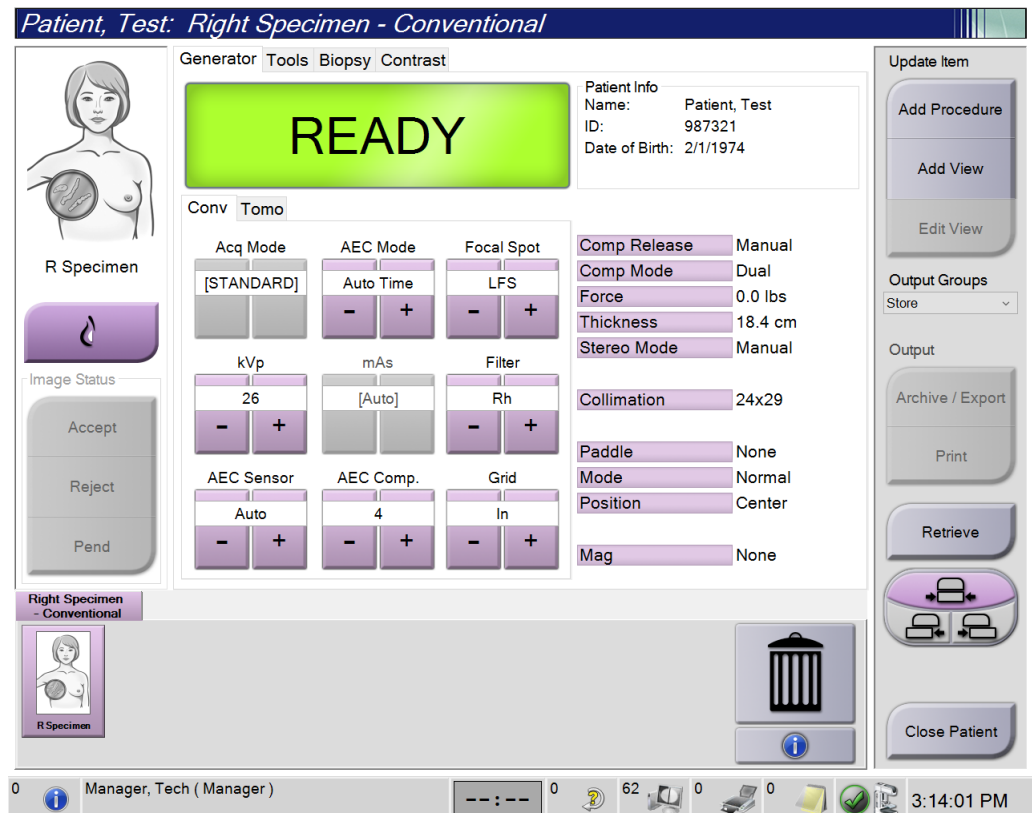 Patient, Test: Right Specimen - Conventional
Generator Tools Biopsy Contrast
READY
Patient Info
Name: Patient, Test
ID: 987321
Date of Birth: 2/1/1974
R Specimen
Image Status
Accept
Reject
Pend
Conv Tomo
Acq Mode AEC Mode Focal Spot
[STANDARD] Auto Time LFS
- + - +
kVp mAs Filter
26 [Auto] Rh
- + - +
AEC Sensor AEC Comp. Grid
Auto 4 In
- + - + - +
Comp Release Manual
Comp Mode Dual
Force 0.0 lbs
Thickness 18.4 cm
Stereo Mode Manual
Collimation 24x29
Paddle None
Mode Normal
Position Center
Mag None
Update Item
Add Procedure
Add View
Edit View
Output Groups
Store
Output
Archive / Export
Print
Retrieve
Close Patient
Right Specimen
- Conventional
R Specimen
0 Manager, Tech ( Manager ) --:-- 0 62 0 0 3:14:01 PM